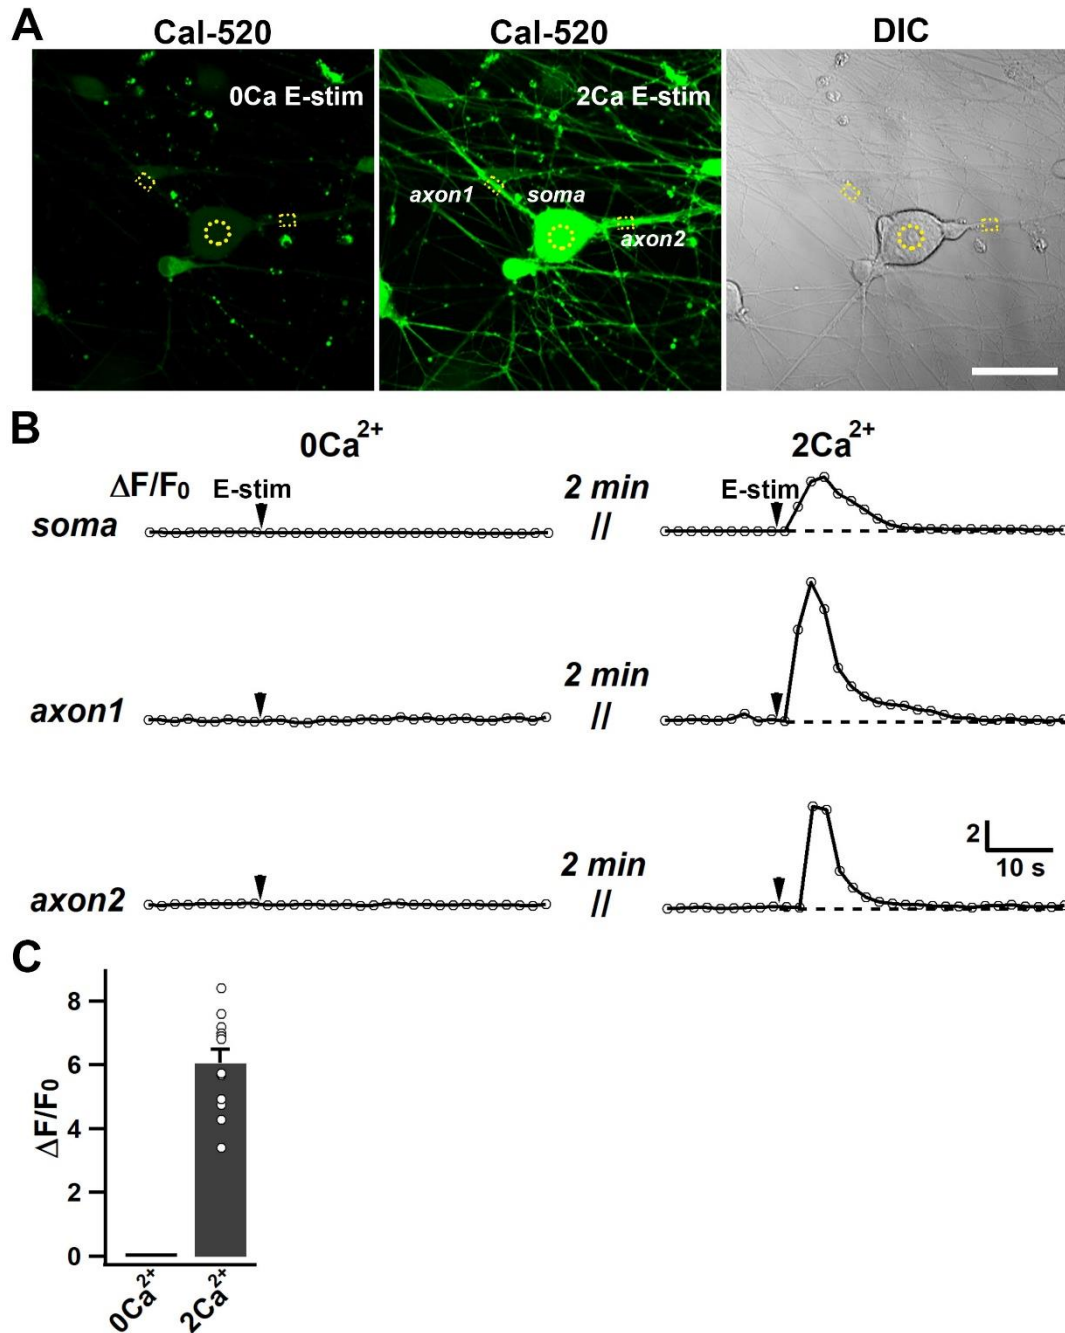 A
Cal-520 Cal-520 DIC
0Ca E-stim 2Ca E-stim
axon1 soma
axon2
B
0Ca²⁺ 2Ca²⁺
ΔF/F₀ E-stim 2 min E-stim
soma //
2 min
axon1 //
2 min 2
10 s
axon2 //
C
8
6
4
2
0
ΔF/F₀
0Ca²⁺ 2Ca²⁺